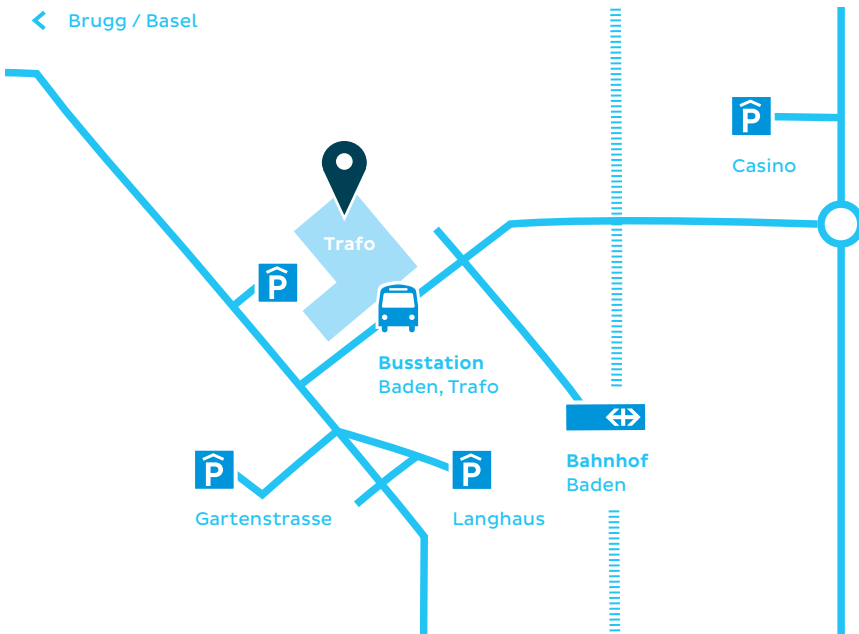 Brugg / Basel
P
Casino
Trafo
P
Busstation
Baden, Trafo
P
Gartenstrasse
P
Langhaus
Bahnhof
Baden